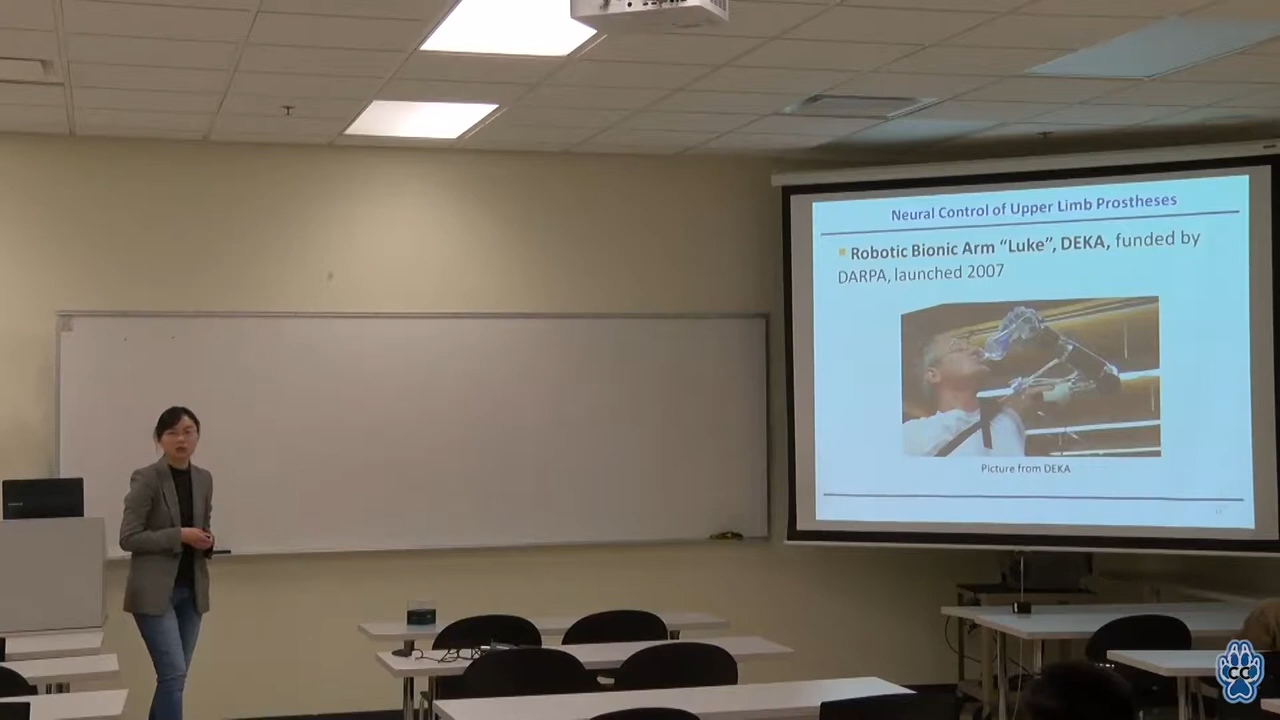 Neural Control of Upper Limb Prostheses
▪ Robotic Bionic Arm “Luke”, DEKA, funded by
DARPA, launched 2007
Picture from DEKA
CC